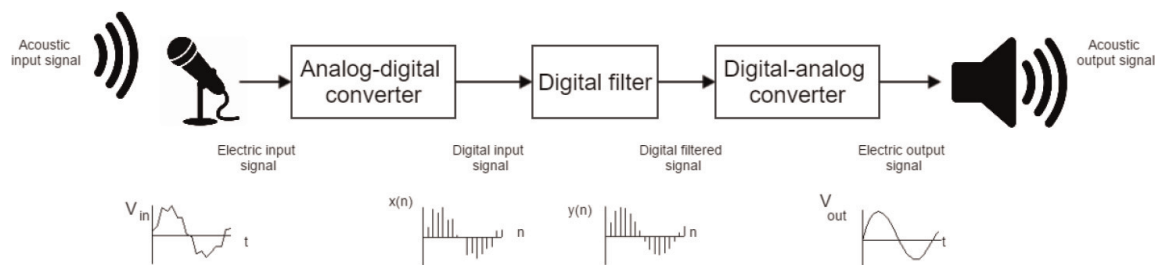 Acoustic
input signal
Analog-digital
converter
Digital filter
Digital-analog
converter
Acoustic
output signal
Electric input
signal
Digital input
signal
Digital filtered
signal
Electric output
signal
V in
t
x(n)
n
y(n)
n
V out
t